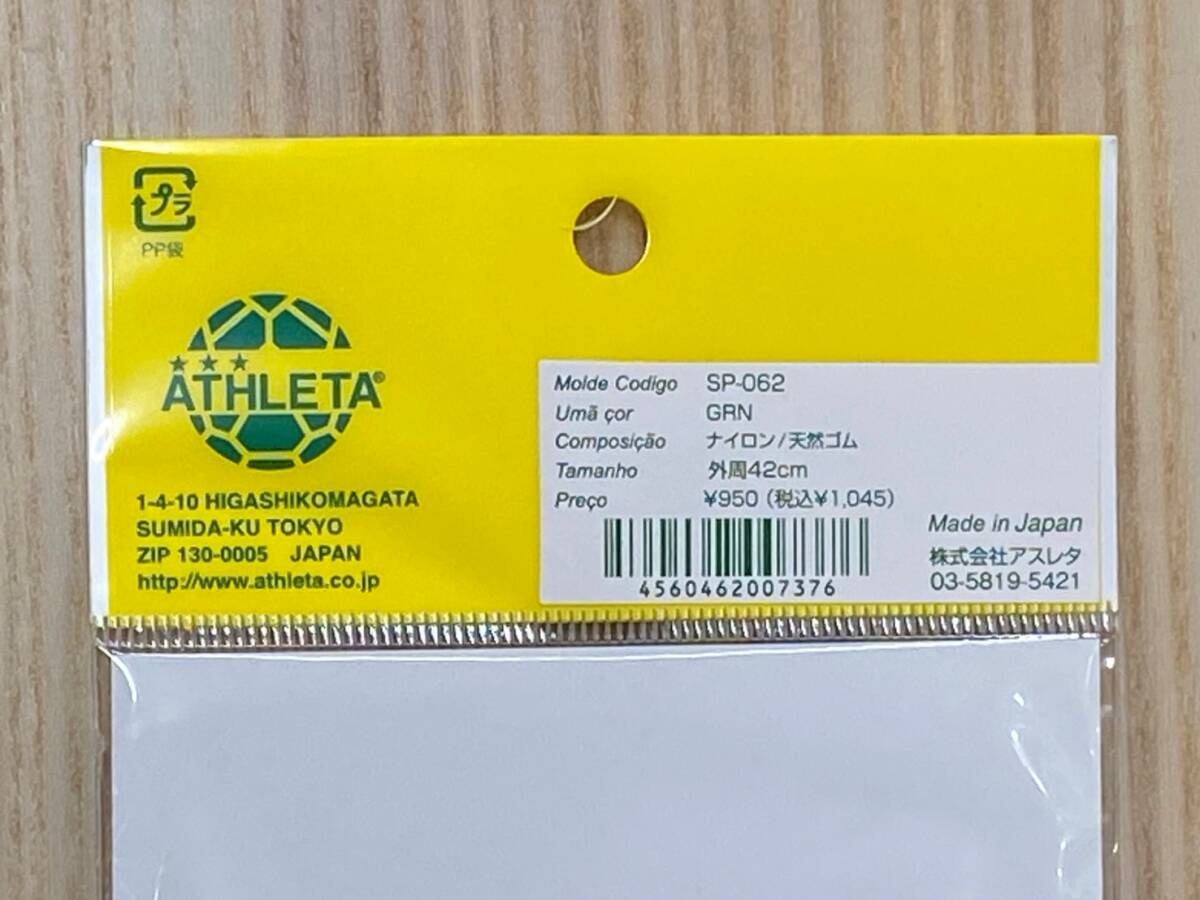 プラ
PP袋
ATHLETA®
1-4-10 HIGASHIKOMAGATA
SUMIDA-KU TOKYO
ZIP 130-0005 JAPAN
http://www.athleta.co.jp
Molde Codigo SP-062
Umã çor GRN
Composição ナイロン/天然ゴム
Tamanho 外周42cm
Preço ¥950 (税込¥1,045)
4560462007376
Made in Japan
株式会社アスレタ
03-5819-5421